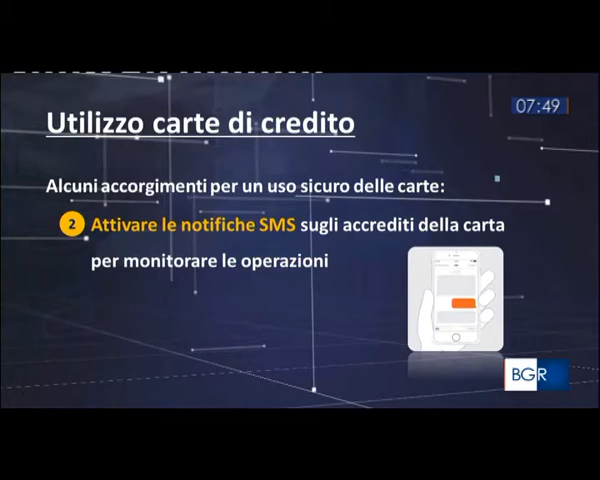 Utilizzo carte di credito
07:49
Alcuni accorgimenti per un uso sicuro delle carte:
2 Attivare le notifiche SMS sugli accrediti della carta
per monitorare le operazioni
BGR